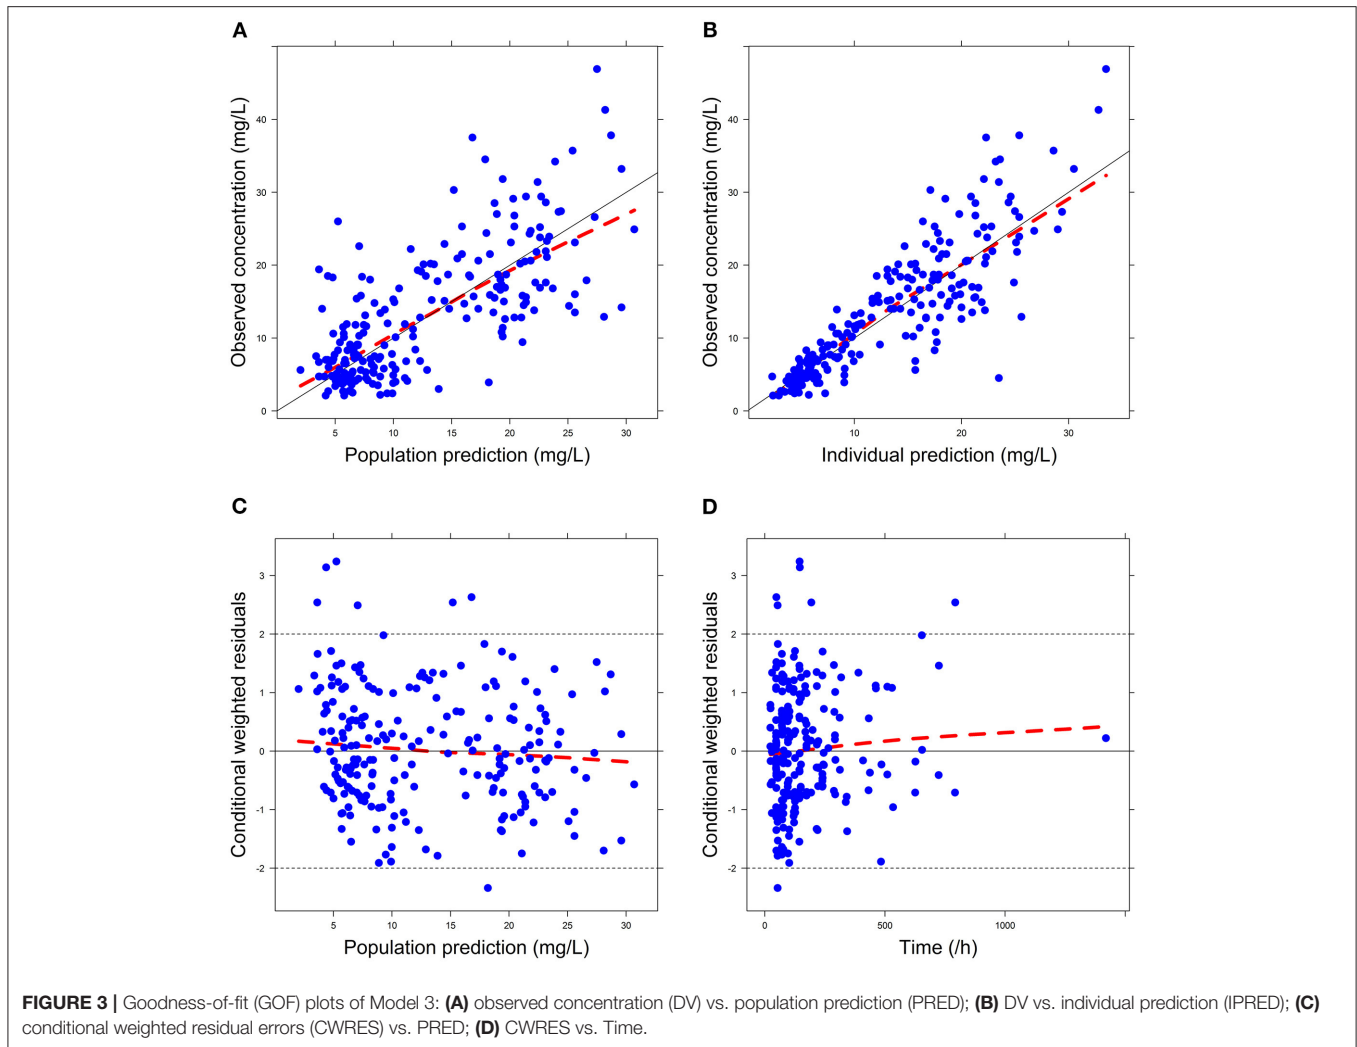 A
B
Observed concentration (mg/L)
40
30
20
10
0
5 10 15 20 25 30
Population prediction (mg/L)
Observed concentration (mg/L)
40
30
20
10
0
10 20 30
Individual prediction (mg/L)
C
D
Conditional weighted residuals
3
2
1
0
-1
-2
5 10 15 20 25 30
Population prediction (mg/L)
Conditional weighted residuals
3
2
1
0
-1
-2
0 500 1000
Time (/h)
FIGURE 3 | Goodness-of-fit (GOF) plots of Model 3: (A) observed concentration (DV) vs. population prediction (PRED); (B) DV vs. individual prediction (IPRED); (C)
conditional weighted residual errors (CWRES) vs. PRED; (D) CWRES vs. Time.